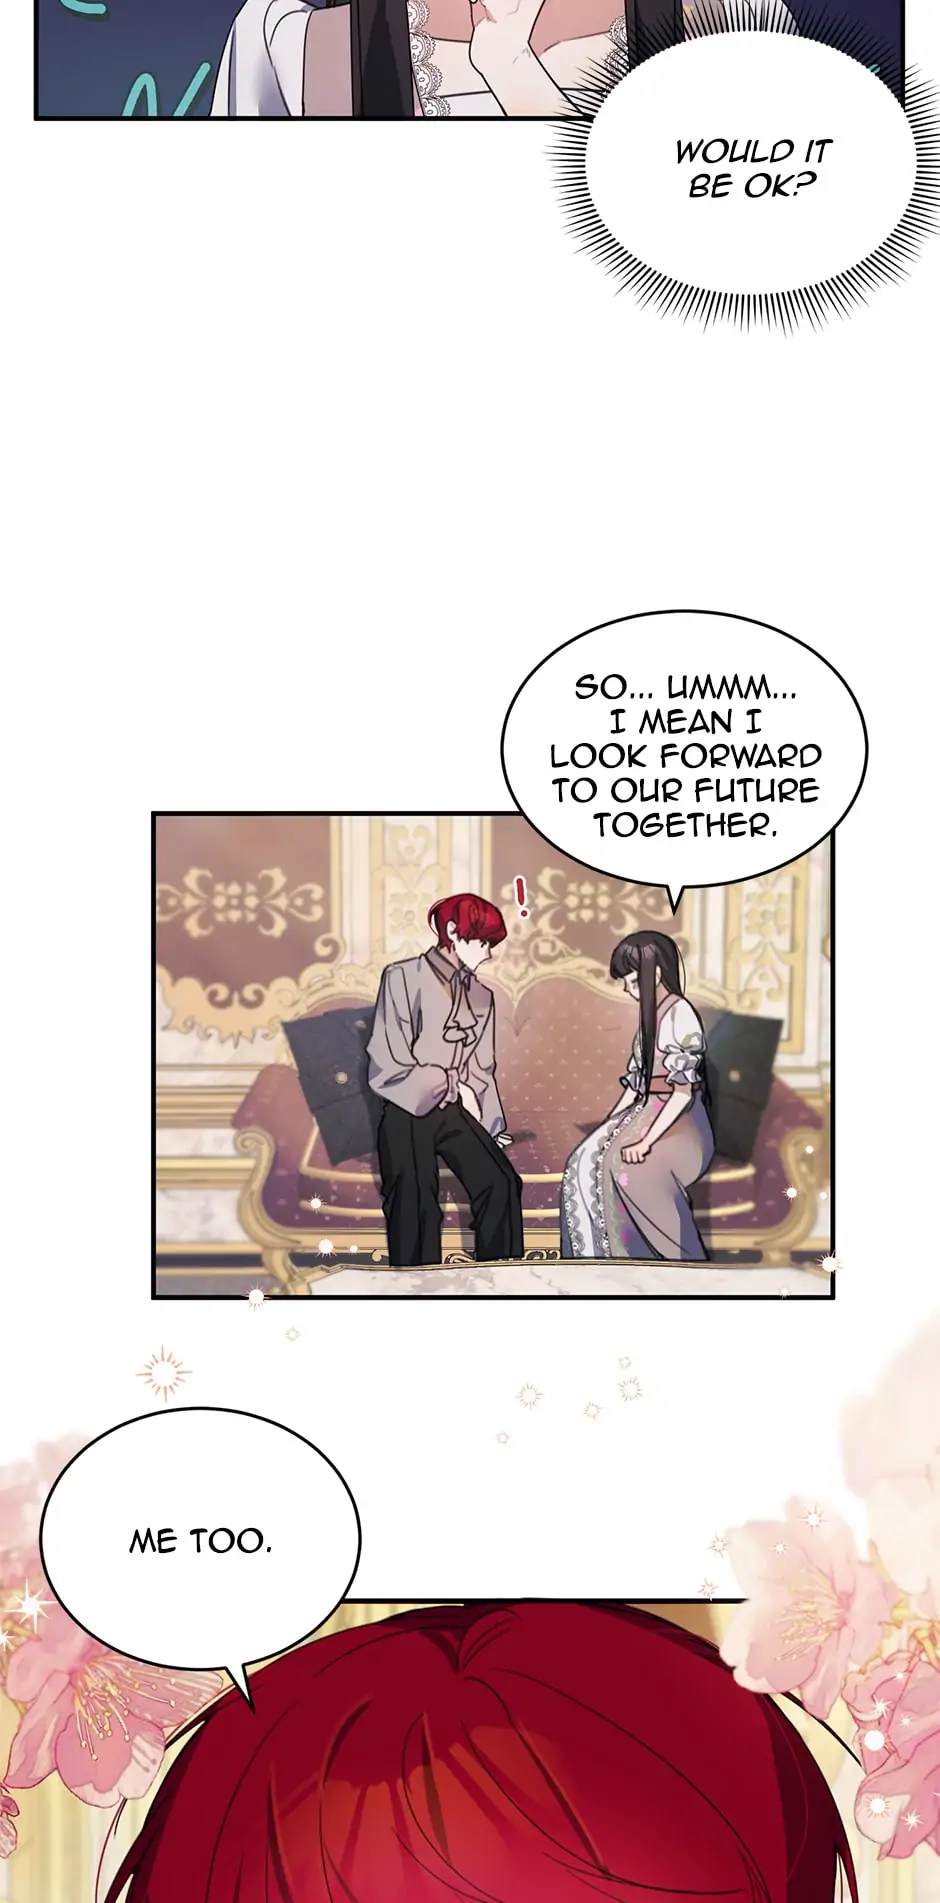 WOULD IT
BE OK?
SO... UMMM...
I MEAN I
LOOK FORWARD
TO OUR FUTURE
TOGETHER.
!
ME TOO.